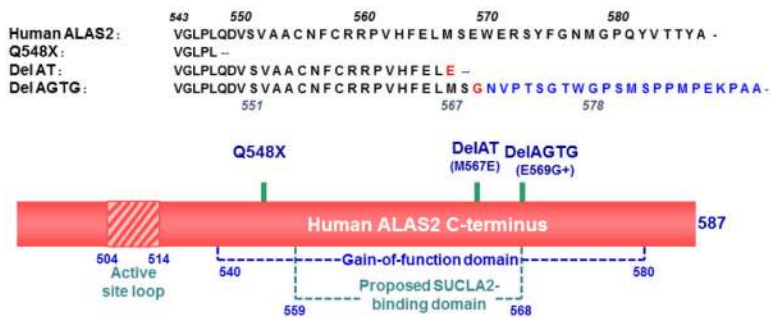 543 550 560 570 580
Human ALAS2: VGLPLQDVSVAACNFCRRPVHFELMSEWERSYFGNMGPQYVTTYA -
Q548X: VGLPL --
DelAT: VGLPLQDVSVAACNFCRRPVHFELE --
DelAGTG: VGLPLQDVSVAACNFCRRPVHFELMSGNVPTSGTWGPSMSPPMPEKPAA-
551 567 578
Q548X DelAT DelAGTG
(M567E) (E569G+)
Human ALAS2 C-terminus 587
504 514 540 Gain-of-function domain 580
Active
site loop
Proposed SUCLA2-
binding domain
559 568